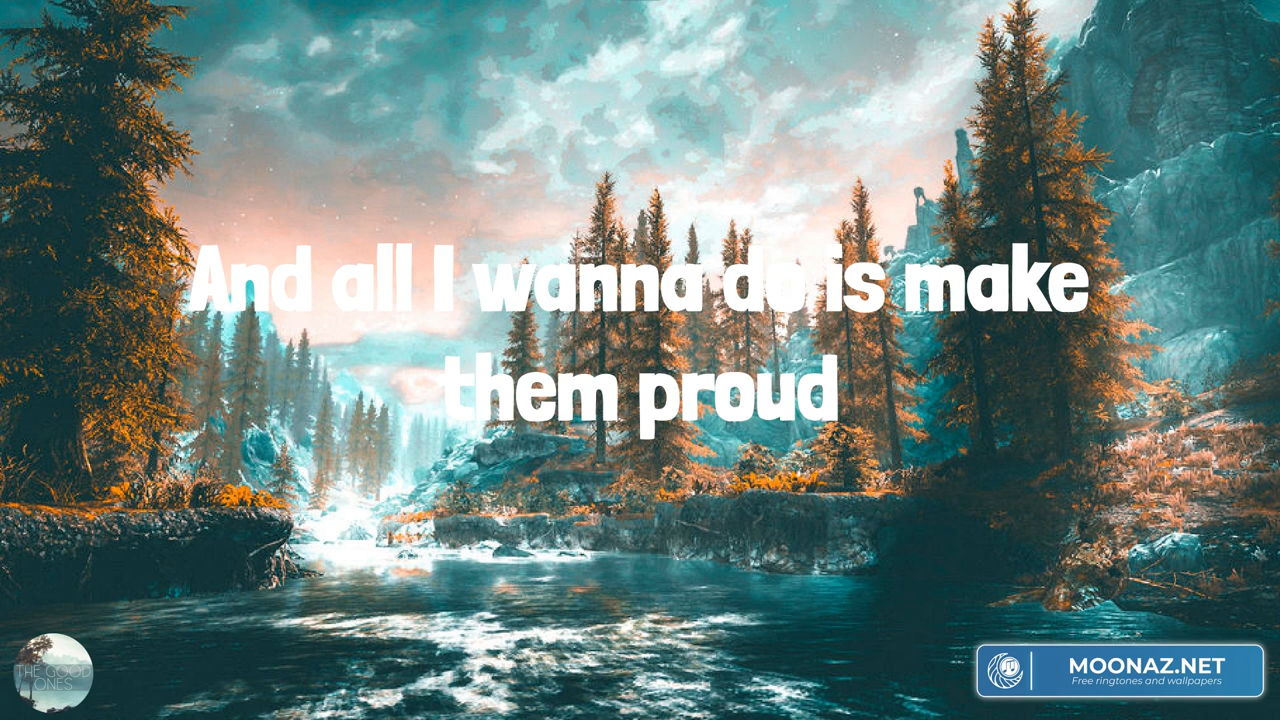 And all I wanna do is make
them proud
THE GOOD
ONES
MOONAZ.NET
Free ringtones and wallpapers